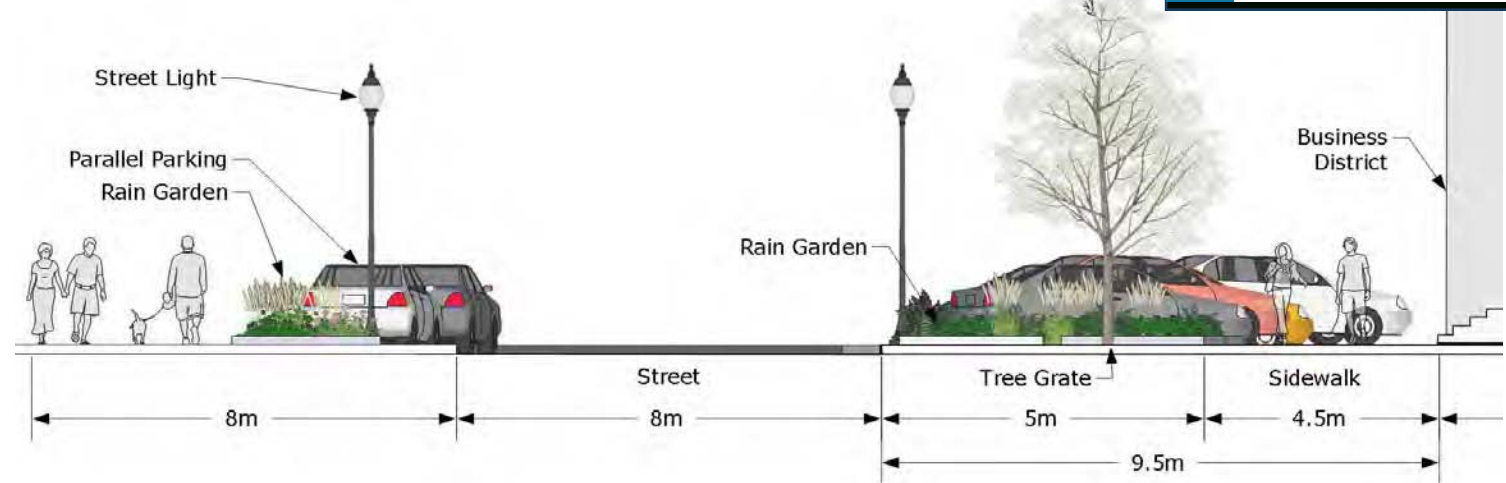 Street Light
Parallel Parking
Rain Garden
Business
District
Rain Garden
Street
Tree Grate
Sidewalk
8m
8m
5m
4.5m
9.5m